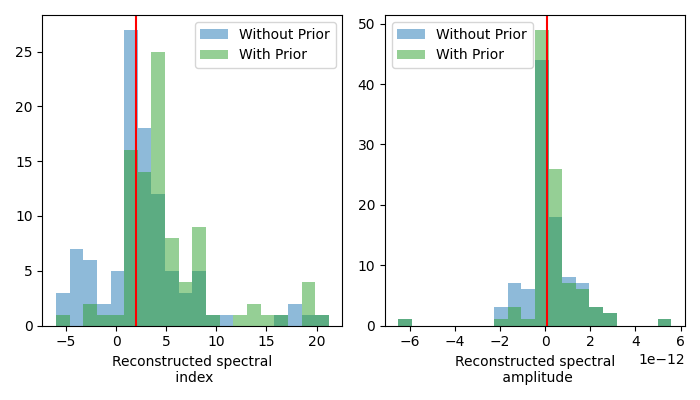 Without Prior
With Prior
25
20
15
10
5
0
−5
0
5
10
15
20
Reconstructed spectral
index
Without Prior
With Prior
50
40
30
20
10
0
−6
−4
−2
0
2
4
6
1e−12
Reconstructed spectral
amplitude